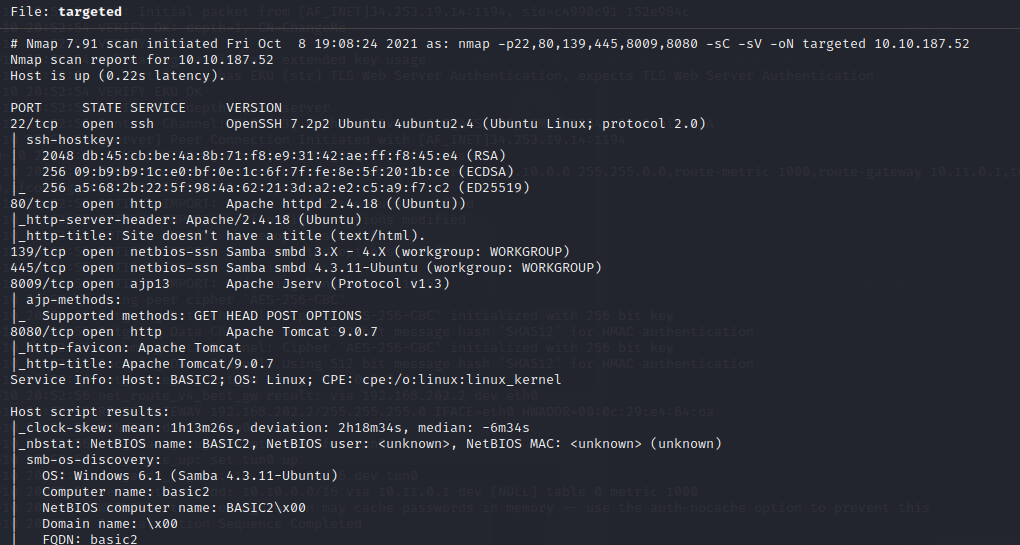 File: targeted
# Nmap 7.91 scan initiated Fri Oct  8 19:08:24 2021 as: nmap -p22,80,139,445,8009,8080 -sC -sV -oN targeted 10.10.187.52
Nmap scan report for 10.10.187.52
Host is up (0.22s latency).

PORT     STATE SERVICE     VERSION
22/tcp   open  ssh         OpenSSH 7.2p2 Ubuntu 4ubuntu2.4 (Ubuntu Linux; protocol 2.0)
| ssh-hostkey:
|   2048 db:45:cb:be:4a:8b:71:f8:e9:31:42:ae:ff:f8:45:e4 (RSA)
|   256 09:b9:b9:1c:e0:bf:0e:1c:6f:7f:fe:8e:5f:20:1b:ce (ECDSA)
|_  256 a5:68:2b:22:5f:98:4a:62:21:3d:a2:e2:c5:a9:f7:c2 (ED25519)
80/tcp   open  http        Apache httpd 2.4.18 ((Ubuntu))
|_http-server-header: Apache/2.4.18 (Ubuntu)
|_http-title: Site doesn't have a title (text/html).
139/tcp  open  netbios-ssn Samba smbd 3.X - 4.X (workgroup: WORKGROUP)
445/tcp  open  netbios-ssn Samba smbd 4.3.11-Ubuntu (workgroup: WORKGROUP)
8009/tcp open  ajp13       Apache Jserv (Protocol v1.3)
| ajp-methods:
|_  Supported methods: GET HEAD POST OPTIONS
8080/tcp open  http        Apache Tomcat 9.0.7
|_http-favicon: Apache Tomcat
|_http-title: Apache Tomcat/9.0.7
Service Info: Host: BASIC2; OS: Linux; CPE: cpe:/o:linux:linux_kernel

Host script results:
|_clock-skew: mean: 1h13m26s, deviation: 2h18m34s, median: -6m34s
|_nbstat: NetBIOS name: BASIC2, NetBIOS user: <unknown>, NetBIOS MAC: <unknown> (unknown)
| smb-os-discovery:
|   OS: Windows 6.1 (Samba 4.3.11-Ubuntu)
|   Computer name: basic2
|   NetBIOS computer name: BASIC2\x00
|   Domain name: \x00
|   FQDN: basic2